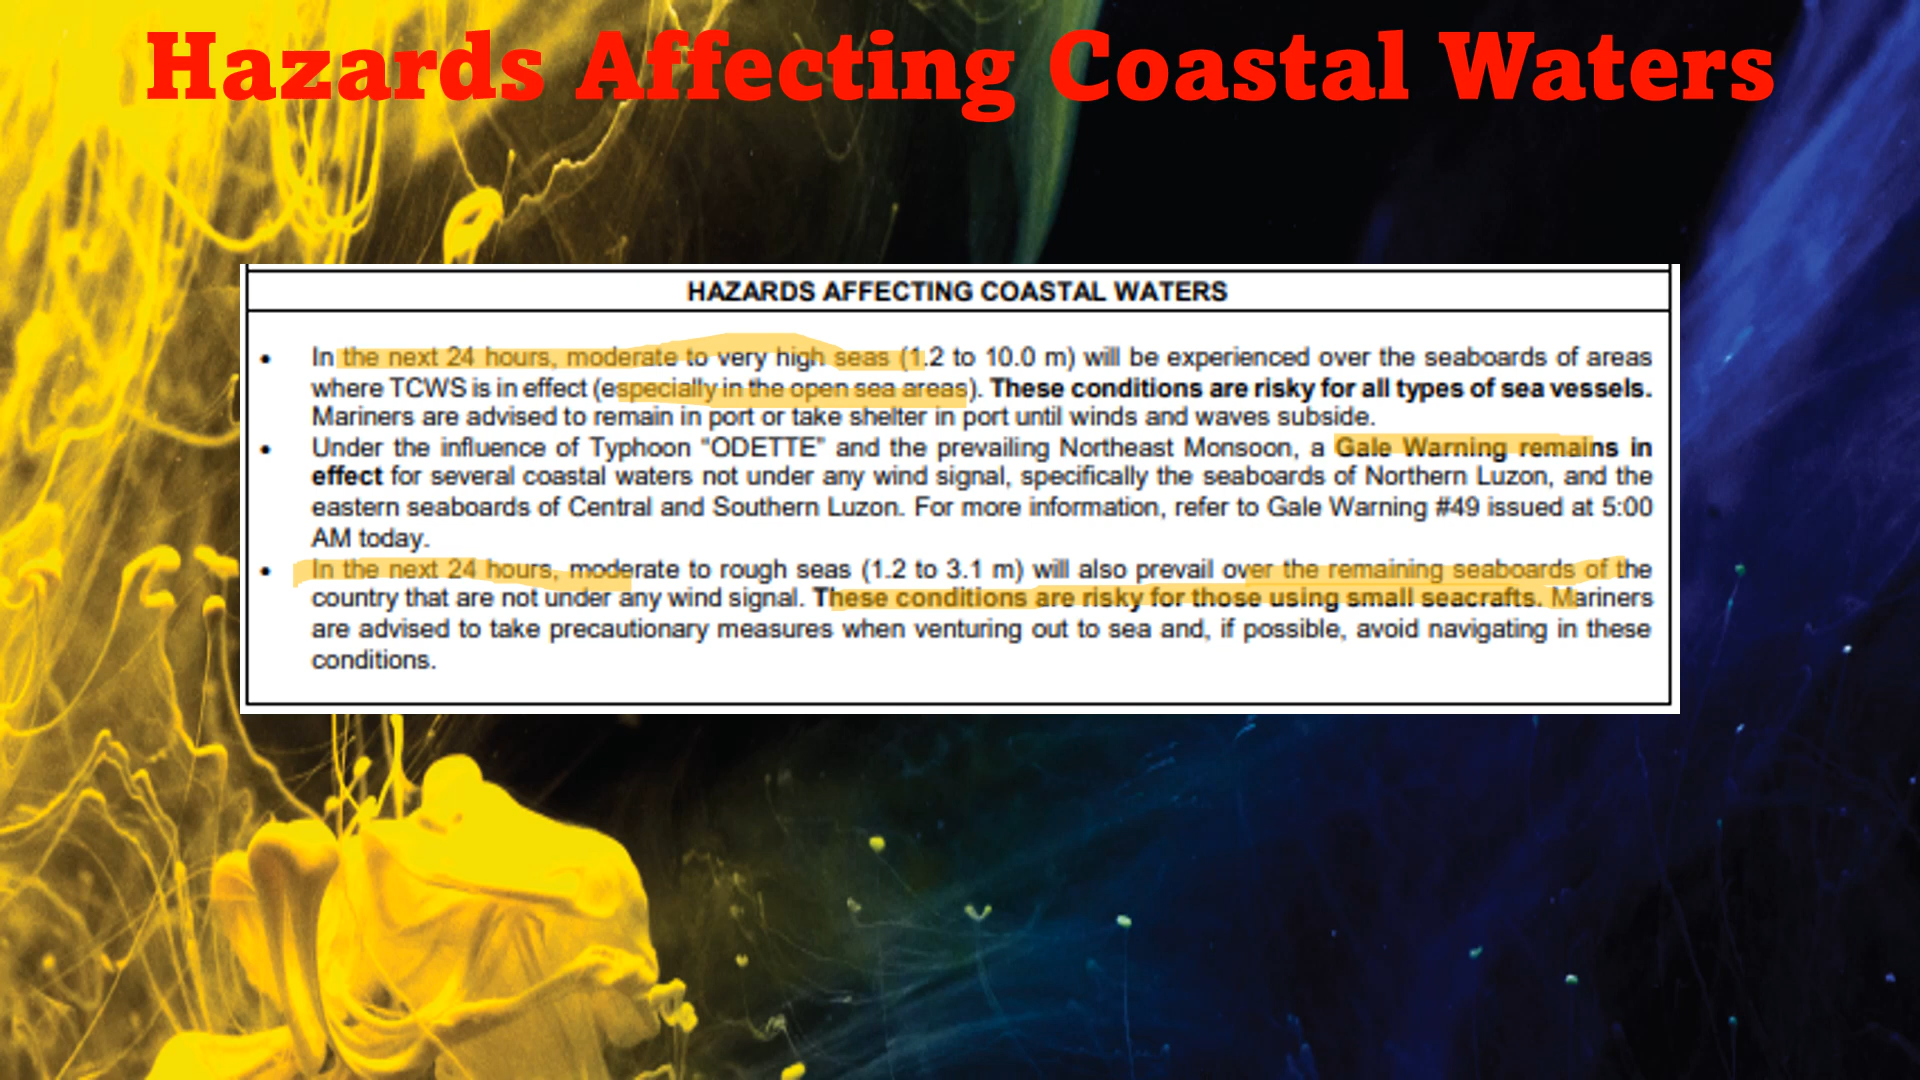 Hazards Affecting Coastal Waters
HAZARDS AFFECTING COASTAL WATERS
• In the next 24 hours, moderate to very high seas (1.2 to 10.0 m) will be experienced over the seaboards of areas
where TCWS is in effect (especially in the open sea areas). These conditions are risky for all types of sea vessels.
Mariners are advised to remain in port or take shelter in port until winds and waves subside.
• Under the influence of Typhoon "ODETTE" and the prevailing Northeast Monsoon, a Gale Warning remains in
effect for several coastal waters not under any wind signal, specifically the seaboards of Northern Luzon, and the
eastern seaboards of Central and Southern Luzon. For more information, refer to Gale Warning #49 issued at 5:00
AM today.
• In the next 24 hours, moderate to rough seas (1.2 to 3.1 m) will also prevail over the remaining seaboards of the
country that are not under any wind signal. These conditions are risky for those using small seacrafts. Mariners
are advised to take precautionary measures when venturing out to sea and, if possible, avoid navigating in these
conditions.